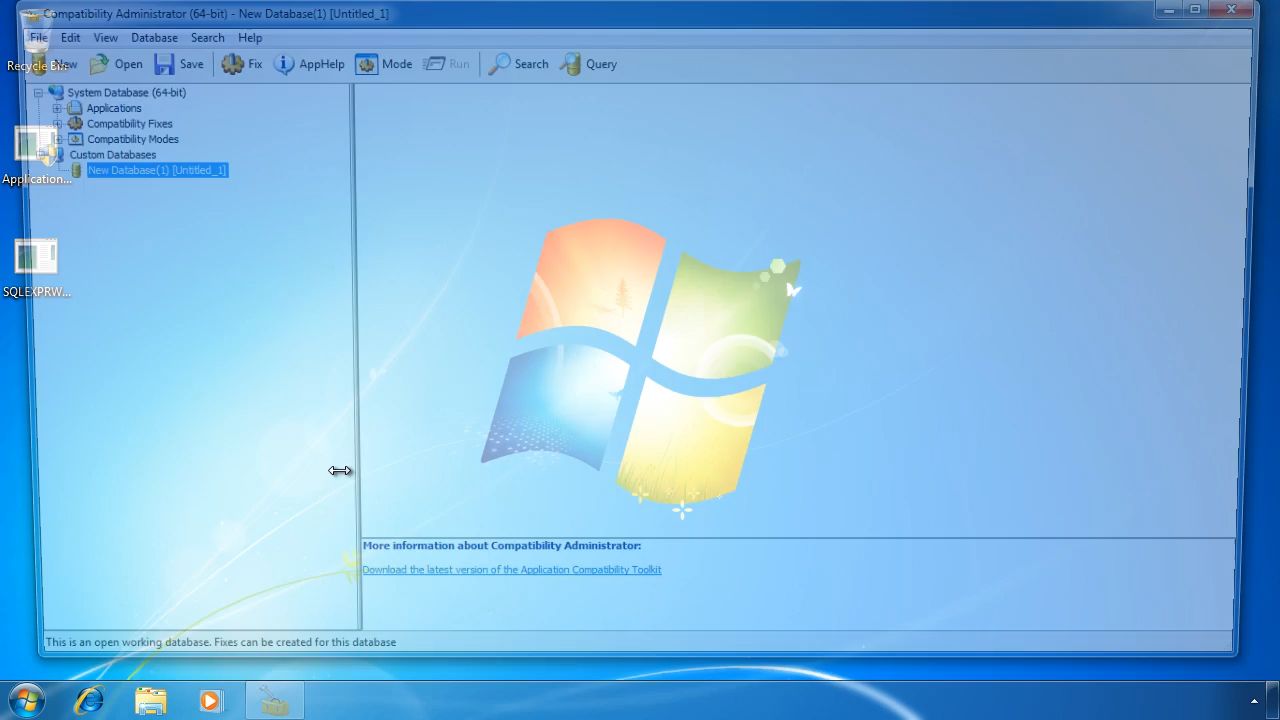 Compatibility Administrator (64-bit) - New Database(1) [Untitled_1]
File Edit View Database Search Help
New Open Save Fix AppHelp Mode Run Search Query
Recycle Bin
System Database (64-bit)
Applications
Compatibility Fixes
Compatibility Modes
Custom Databases
New Database(1) [Untitled_1]
Application...
SQLEXPRW...
More information about Compatibility Administrator:
Download the latest version of the Application Compatibility Toolkit
This is an open working database. Fixes can be created for this database